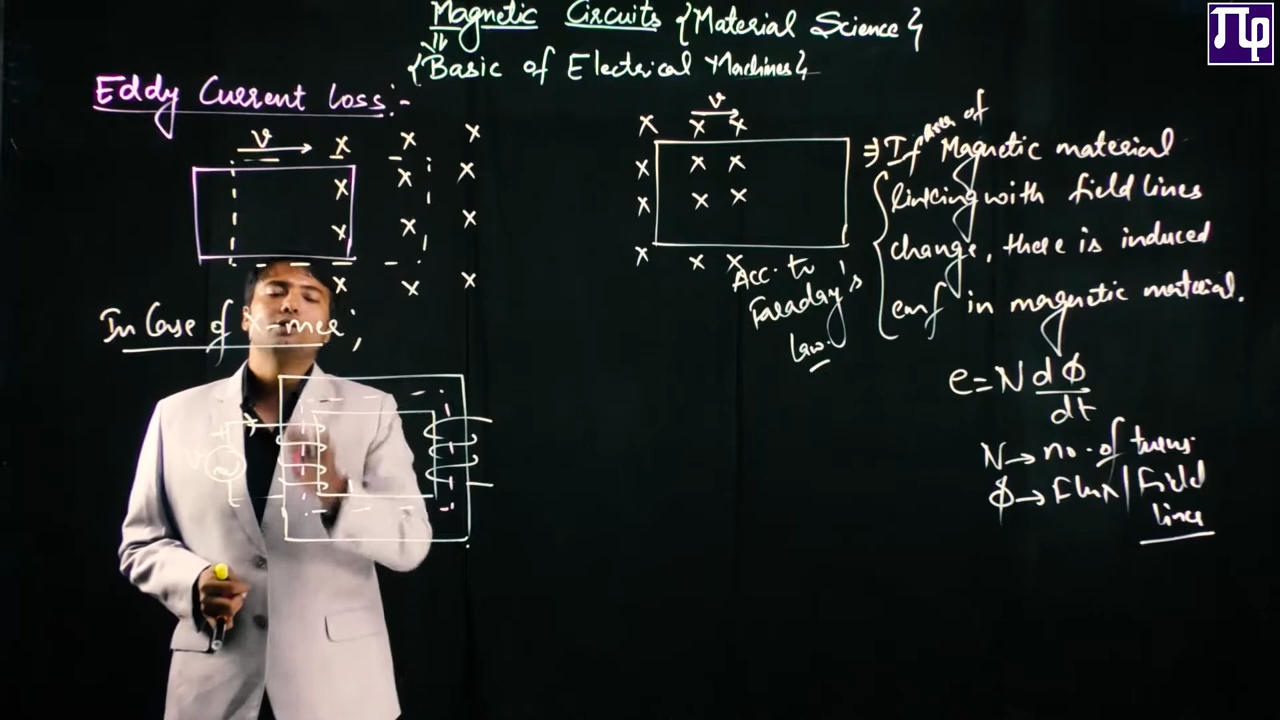 Magnetic Circuits {Material Science}
{Basic of Electrical Machines}
Eddy Current Loss:-
v
v
⇒ If area of Magnetic material
linking with field lines
change, there is induced
emf in magnetic material.
Acc. to
Faraday's
Law.
In Case of X-mer;
e = N dϕ/dt
N → no. of turns
ϕ → Flux / Field
lines
V
Πφ